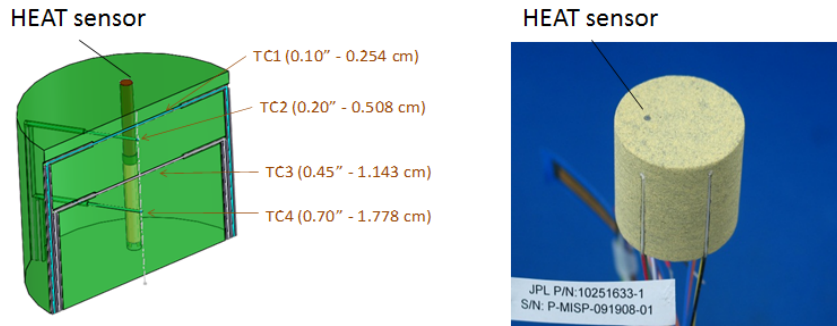 HEAT sensor
TC1 (0.10” - 0.254 cm)
TC2 (0.20” - 0.508 cm)
TC3 (0.45” - 1.143 cm)
TC4 (0.70” - 1.778 cm)
HEAT sensor
JPL P/N:10251633-1
S/N: P-MISP-091908-01